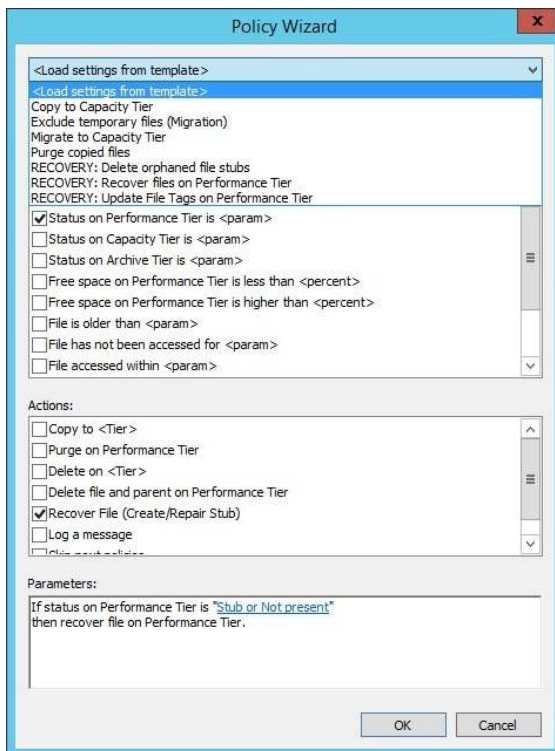 Policy Wizard
x
<Load settings from template>
<Load settings from template>
Copy to Capacity Tier
Exclude temporary files (Migration)
Migrate to Capacity Tier
Purge copied files
RECOVERY: Delete orphaned file stubs
RECOVERY: Recover files on Performance Tier
RECOVERY: Update File Tags on Performance Tier
Status on Performance Tier is <param>
Status on Capacity Tier is <param>
Status on Archive Tier is <param>
Free space on Performance Tier is less than <percent>
Free space on Performance Tier is higher than <percent>
File is older than <param>
File has not been accessed for <param>
File accessed within <param>
Actions:
Copy to <Tier>
Purge on Performance Tier
Delete on <Tier>
Delete file and parent on Performance Tier
Recover File (Create/Repair Stub)
Log a message
Skip next policies
Parameters:
If status on Performance Tier is "Stub or Not present"
then recover file on Performance Tier.
OK
Cancel